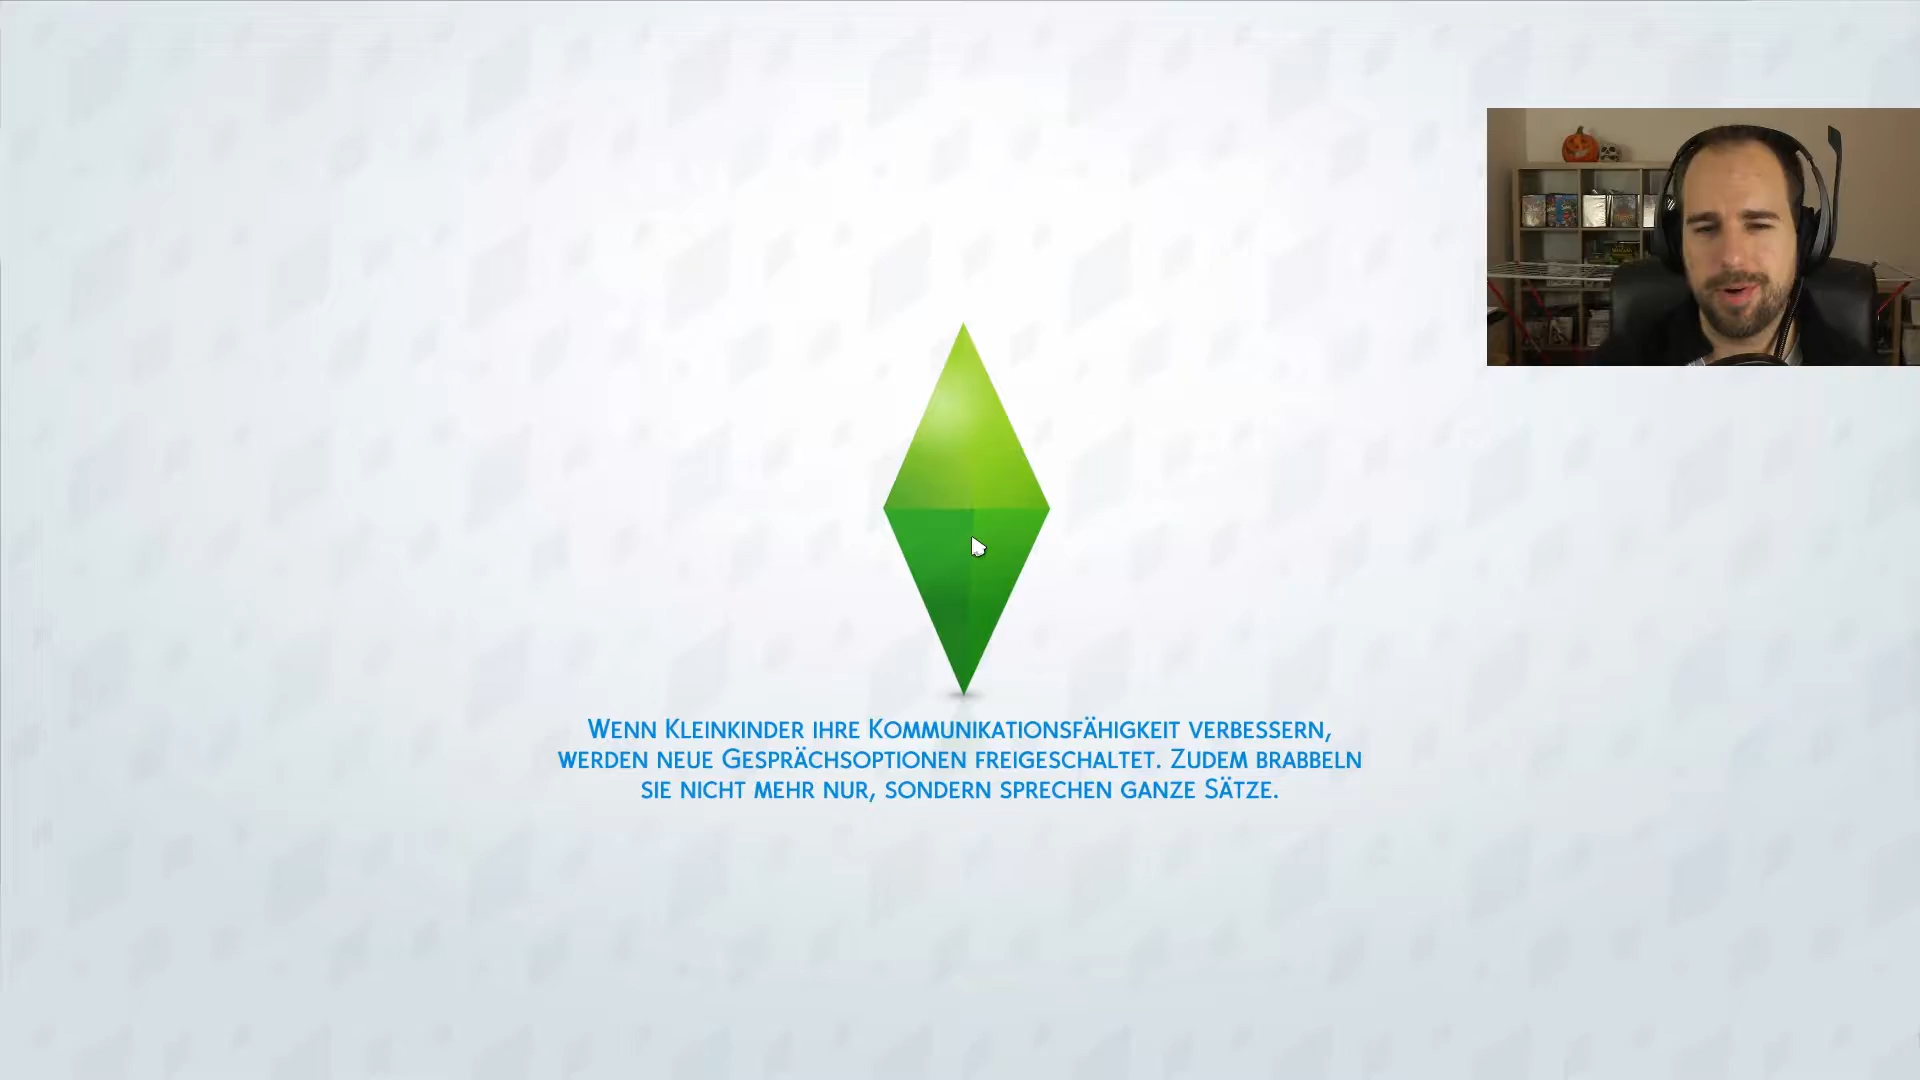 Wenn Kleinkinder ihre Kommunikationsfähigkeit verbessern,
werden neue Gesprächsoptionen freigeschaltet. Zudem brabbeln
sie nicht mehr nur, sondern sprechen ganze Sätze.